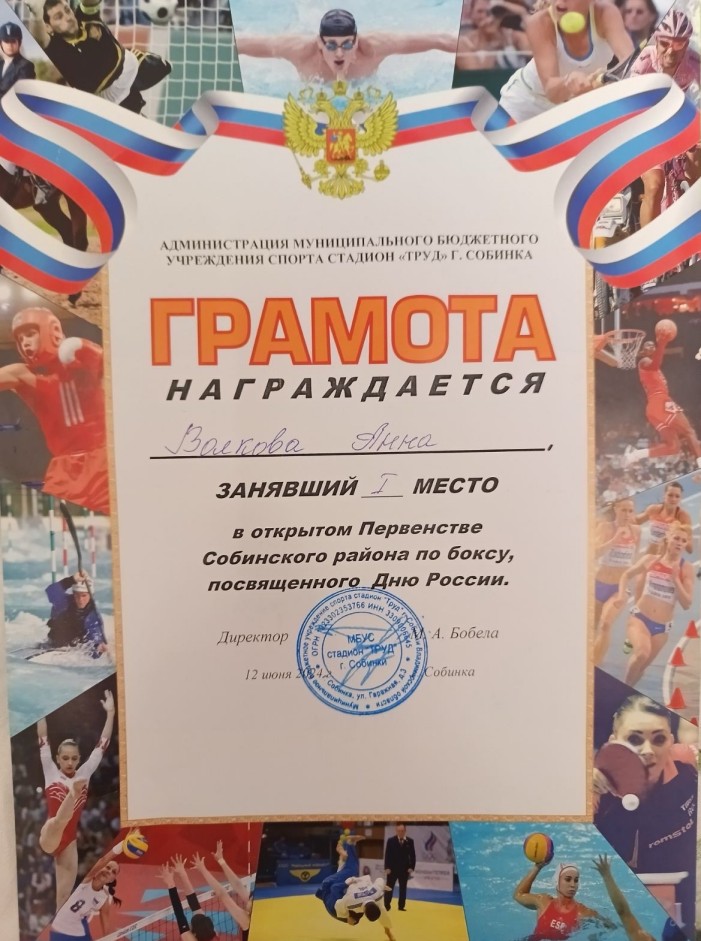 АДМИНИСТРАЦИЯ МУНИЦИПАЛЬНОГО БЮДЖЕТНОГО
УЧРЕЖДЕНИЯ СПОРТА СТАДИОН «ТРУД» Г. СОБИНКА
ГРАМОТА
НАГРАЖДАЕТСЯ
Волкова Анна,
ЗАНЯВШИЙ I МЕСТО
в открытом Первенстве
Собинского района по боксу,
посвященного Дню России.
Директор М. А. Бобела
12 июня Собинка
МБУС
стадион "ТРУД"
г. Собинки